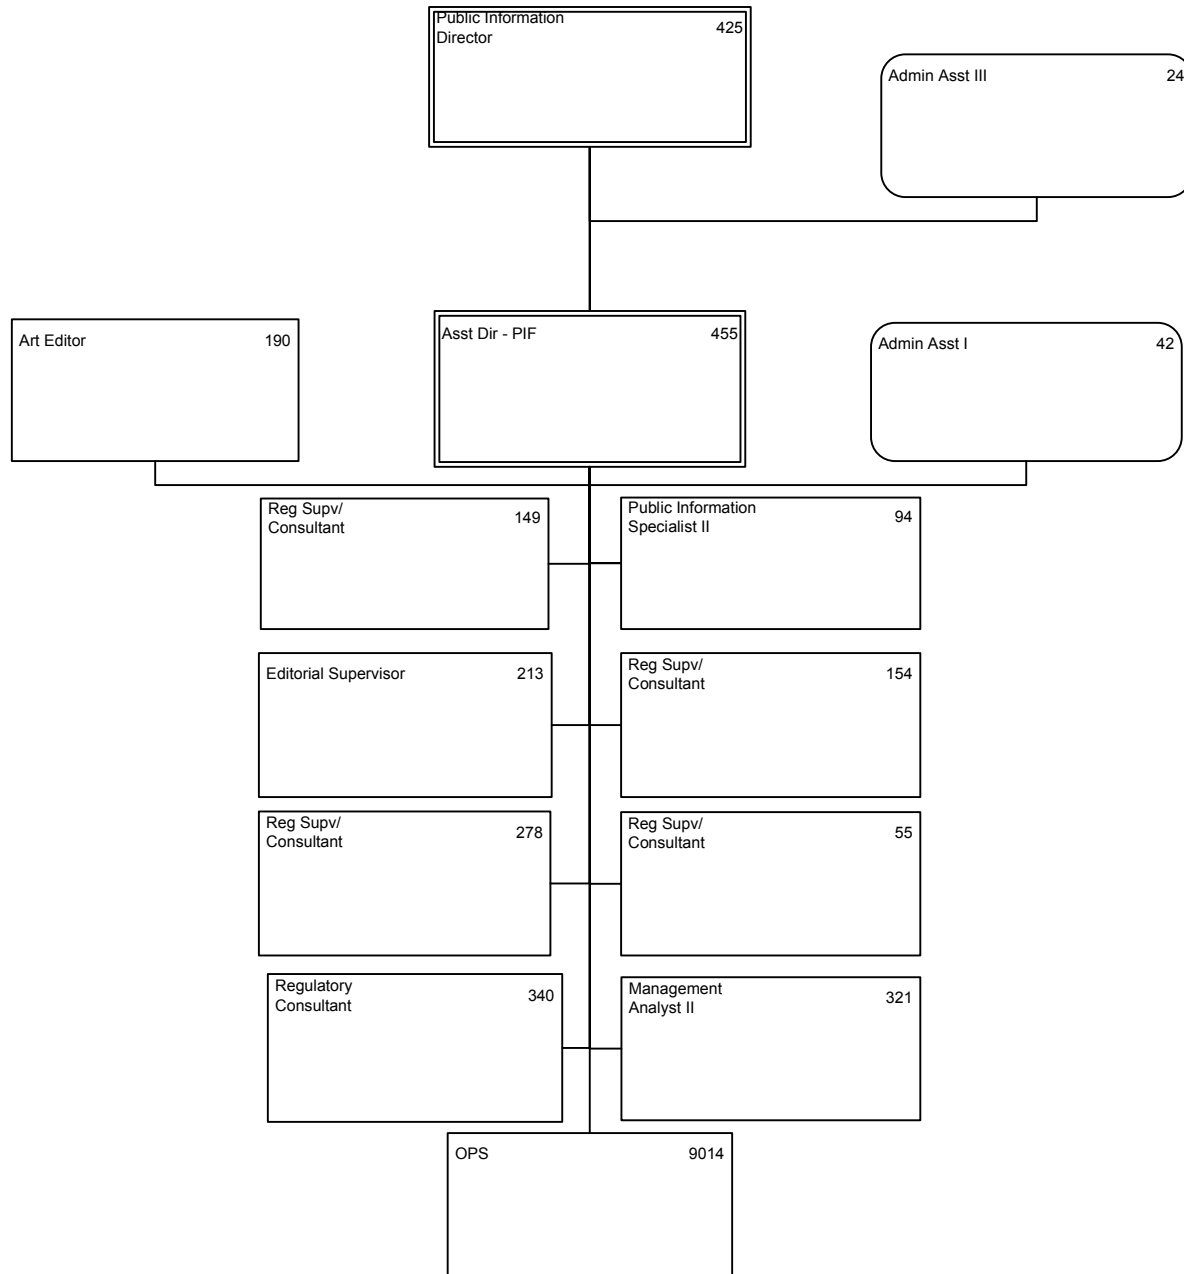 Public Information
Director
425
Admin Asst III
24
Art Editor
190
Asst Dir - PIF
455
Admin Asst I
42
Reg Supv/
Consultant
149
Public Information
Specialist II
94
Editorial Supervisor
213
Reg Supv/
Consultant
154
Reg Supv/
Consultant
278
Reg Supv/
Consultant
55
Regulatory
Consultant
340
Management
Analyst II
321
OPS
9014